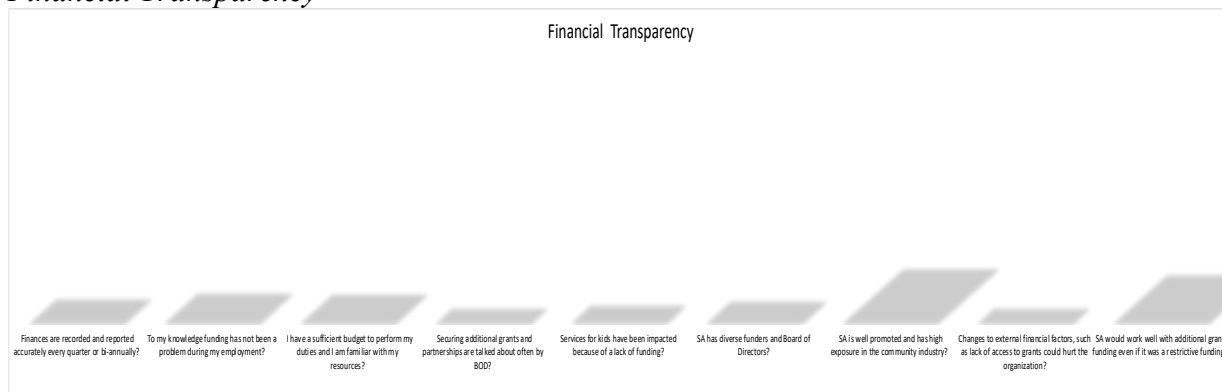 Financial Transparency
Financial Transparency
Finances are recorded and reported
accurately every quarter or bi-annually?
To my knowledge funding has not been a
problem during my employment?
I have a sufficient budget to perform my
duties and I am familiar with my
resources?
Securing additional grants and
partnerships are talked about often by
BOD?
Services for kids have been impacted
because of a lack of funding?
SA has diverse funders and Board of
Directors?
SA is well promoted and has high
exposure in the community industry?
Changes to external financial factors, such
as lack of access to grants could hurt the
organization?
SA would work well with additional
funding even if it was a restrictive